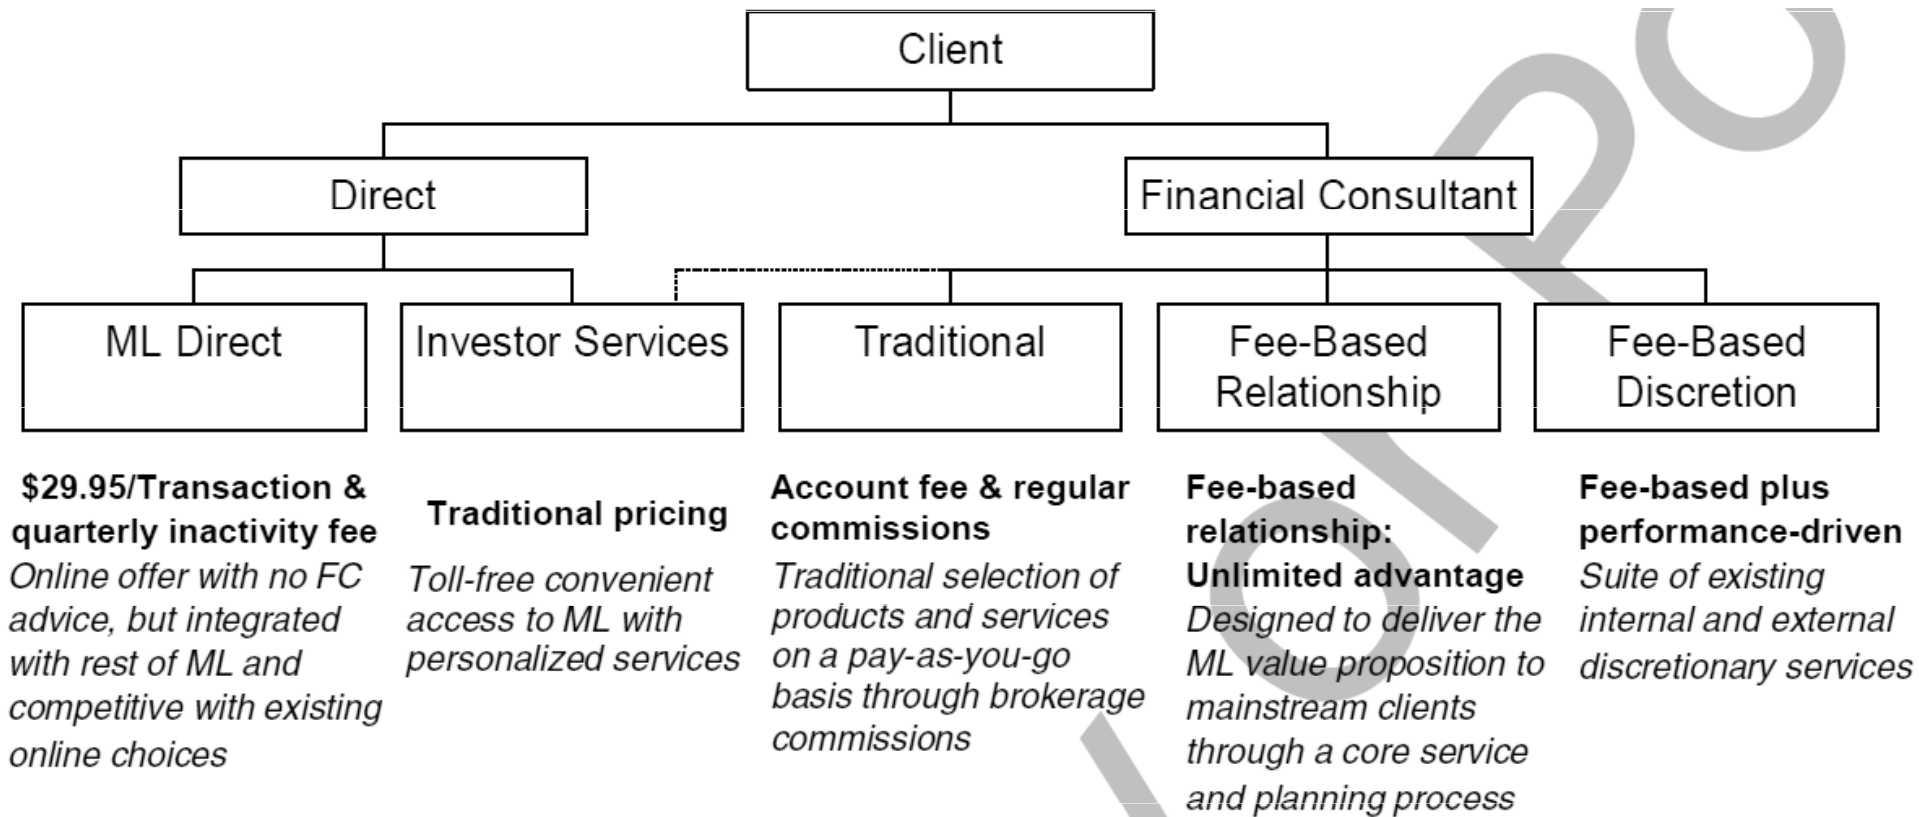 Client
Direct
Financial Consultant
ML Direct
Investor Services
Traditional
Fee-Based
Relationship
Fee-Based
Discretion
$29.95/Transaction &
quarterly inactivity fee
Online offer with no FC
advice, but integrated
with rest of ML and
competitive with existing
online choices
Traditional pricing
Toll-free convenient
access to ML with
personalized services
Account fee & regular
commissions
Traditional selection of
products and services
on a pay-as-you-go
basis through brokerage
commissions
Fee-based
relationship:
Unlimited advantage
Designed to deliver the
ML value proposition to
mainstream clients
through a core service
and planning process
Fee-based plus
performance-driven
Suite of existing
internal and external
discretionary services